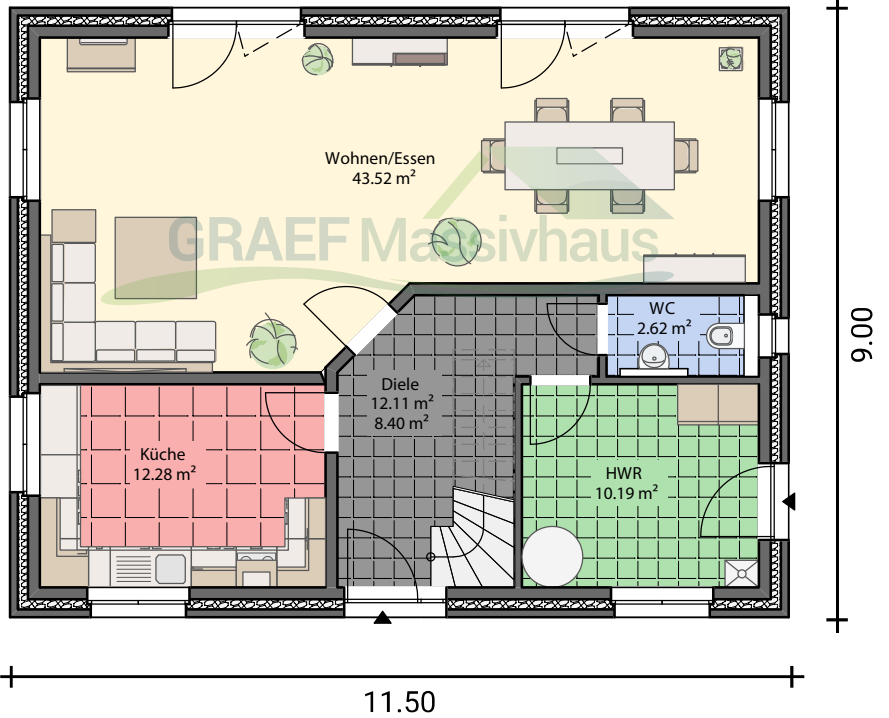 Wohnen/Essen
43.52 m²
GRAEF Massivhaus
WC
2.62 m²
Diele
12.11 m²
8.40 m²
Küche
12.28 m²
HWR
10.19 m²
9.00
11.50